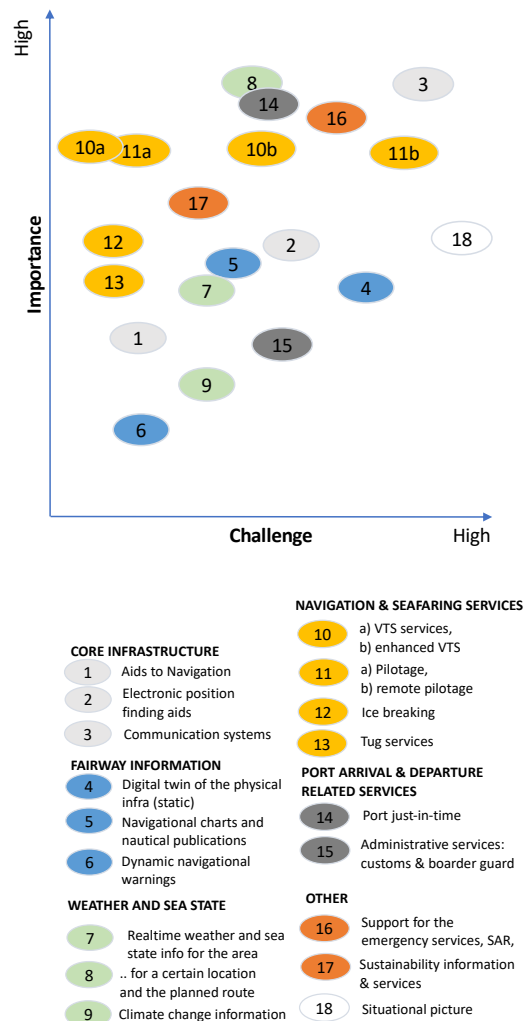 High
8
3
14
16
10a
11a
10b
11b
17
12
2
18
5
13
7
4
1
15
9
6
Importance
Challenge
High
CORE INFRASTRUCTURE
1 Aids to Navigation
2 Electronic position
finding aids
3 Communication systems
FAIRWAY INFORMATION
4 Digital twin of the physical
infra (static)
5 Navigational charts and
nautical publications
6 Dynamic navigational
warnings
WEATHER AND SEA STATE
7 Realtime weather and sea
state info for the area
8 .. for a certain location
and the planned route
9 Climate change information
NAVIGATION & SEAFARING SERVICES
10 a) VTS services,
b) enhanced VTS
11 a) Pilotage,
b) remote pilotage
12 Ice breaking
13 Tug services
PORT ARRIVAL & DEPARTURE
RELATED SERVICES
14 Port just-in-time
15 Administrative services:
customs & boarder guard
OTHER
16 Support for the
emergency services, SAR,
17 Sustainability information
& services
18 Situational picture